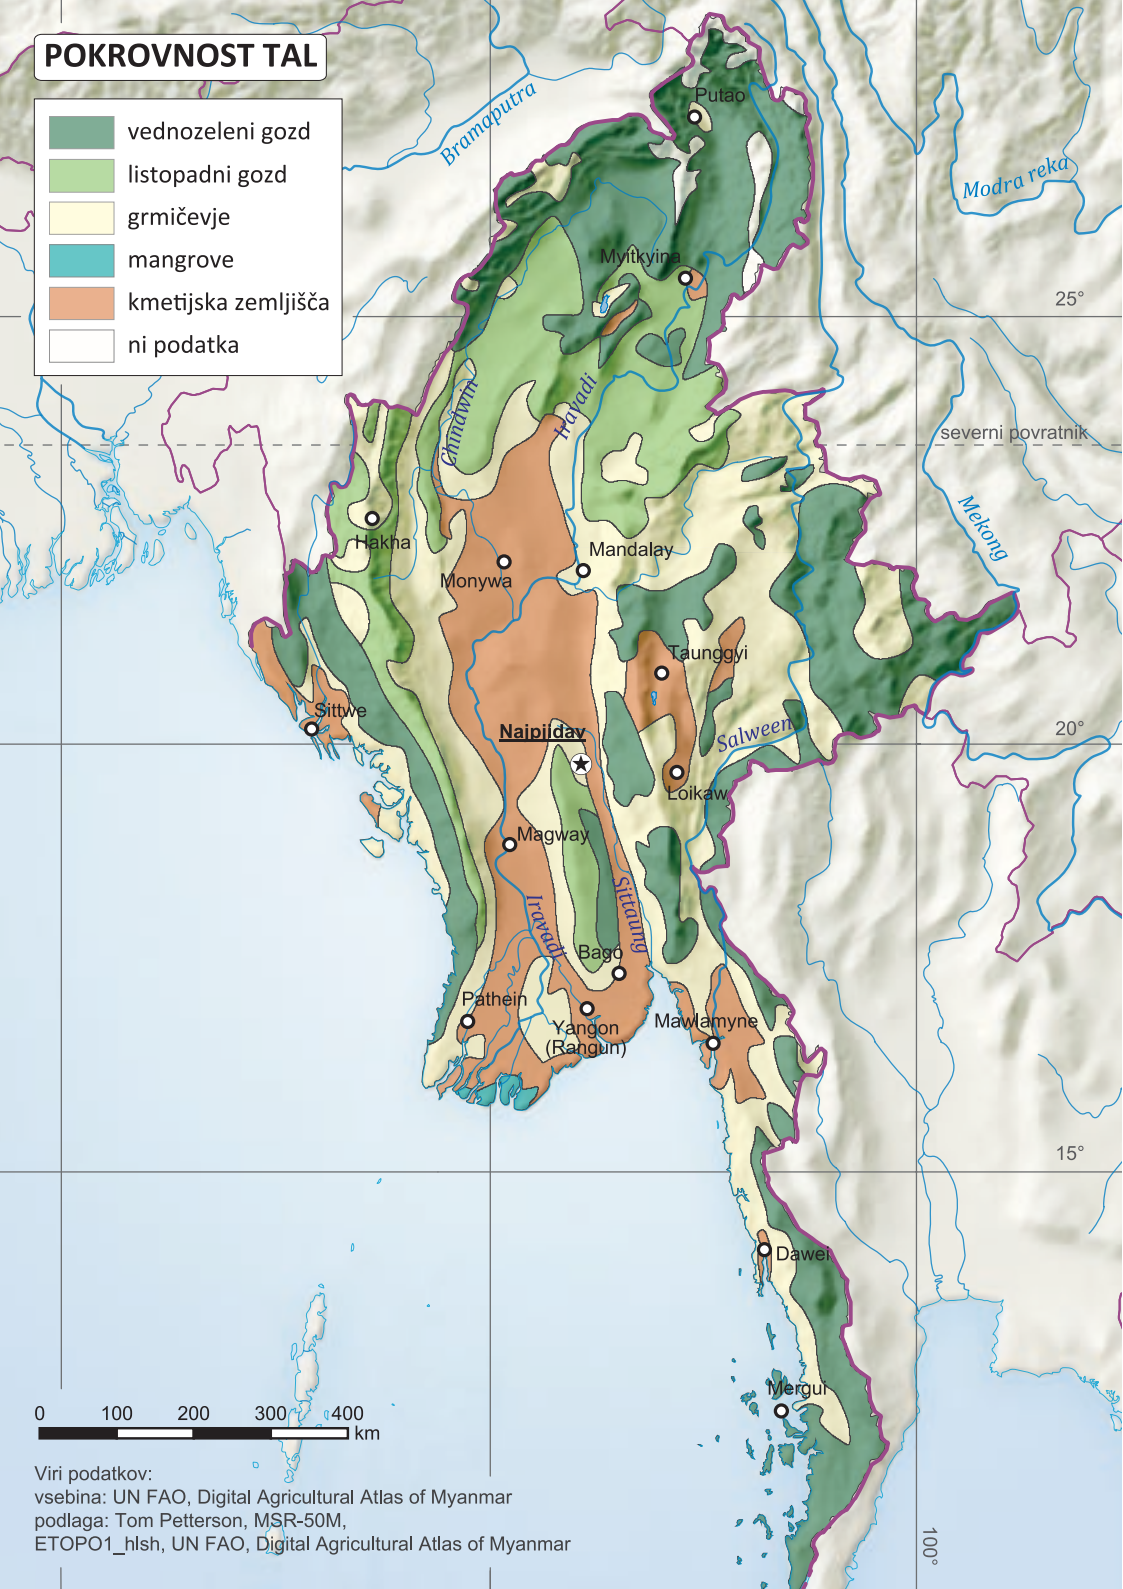 POKROVNOST TAL
vednozeleni gozd
listopadni gozd
grmičevje
mangrove
kmetijska zemljišča
ni podatka
Bramaputra
Putao
Modra reka
Myitkyina
25°
Chindwin
Iravadi
severni povratnik
Mekong
Hakha
Mandalay
Monywa
Taunggyi
Sittwe
Najpjidav
Salween
20°
Loikaw
Magway
Iravadi
Sittaung
Bago
Pathein
Yangon
(Rangun)
Mawlamyne
15°
Dawei
Mergui
0 100 200 300 400
km
Viri podatkov:
vsebina: UN FAO, Digital Agricultural Atlas of Myanmar
podlaga: Tom Petterson, MSR-50M,
ETOPO1_hlsh, UN FAO, Digital Agricultural Atlas of Myanmar
100°